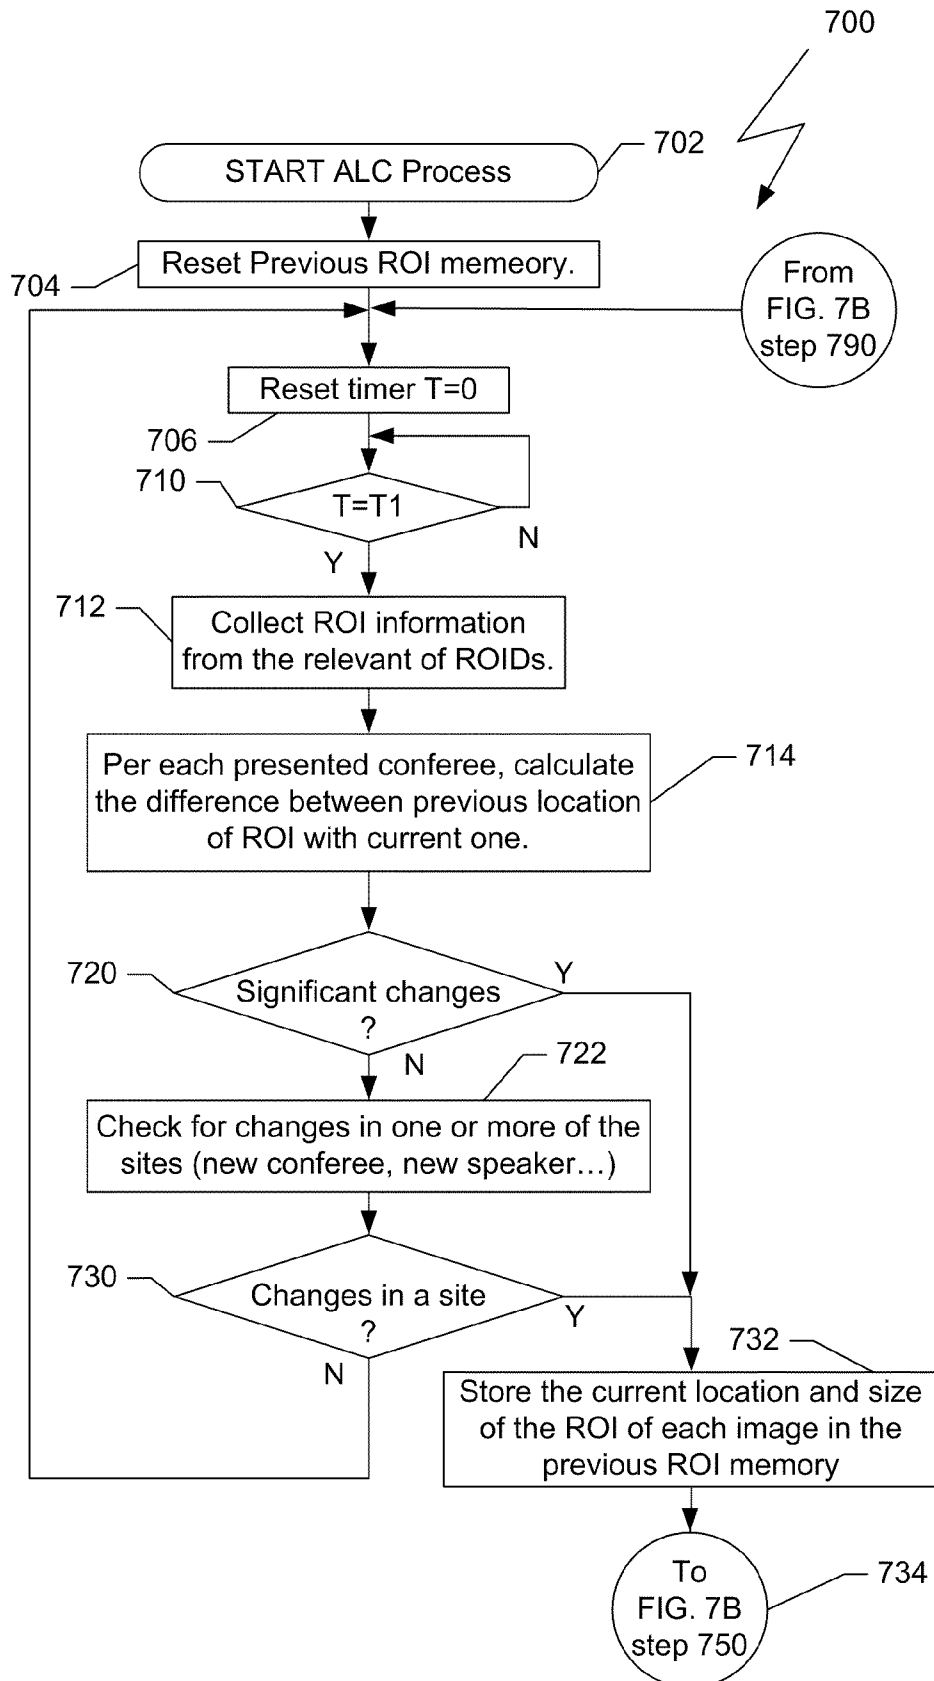 700
702
START ALC Process
704
Reset Previous ROI memeory.
From
FIG. 7B
step 790
Reset timer T=0
706
710
T=T1
N
Y
712
Collect ROI information
from the relevant of ROIDs.
714
Per each presented conferee, calculate
the difference between previous location
of ROI with current one.
720
Significant changes
?
Y
N
722
Check for changes in one or more of the
sites (new conferee, new speaker...)
730
Changes in a site
?
Y
N
732
Store the current location and size
of the ROI of each image in the
previous ROI memory
To
FIG. 7B
step 750
734